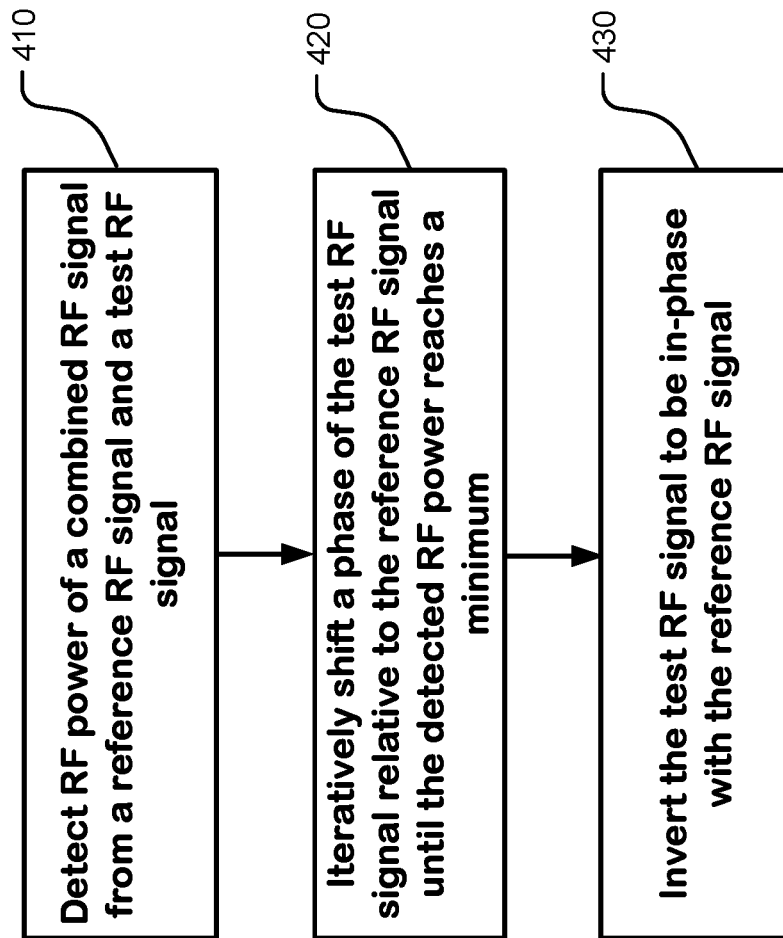 410
Detect RF power of a combined RF signal
from a reference RF signal and a test RF
signal
420
Iteratively shift a phase of the test RF
signal relative to the reference RF signal
until the detected RF power reaches a
minimum
430
Invert the test RF signal to be in-phase
with the reference RF signal